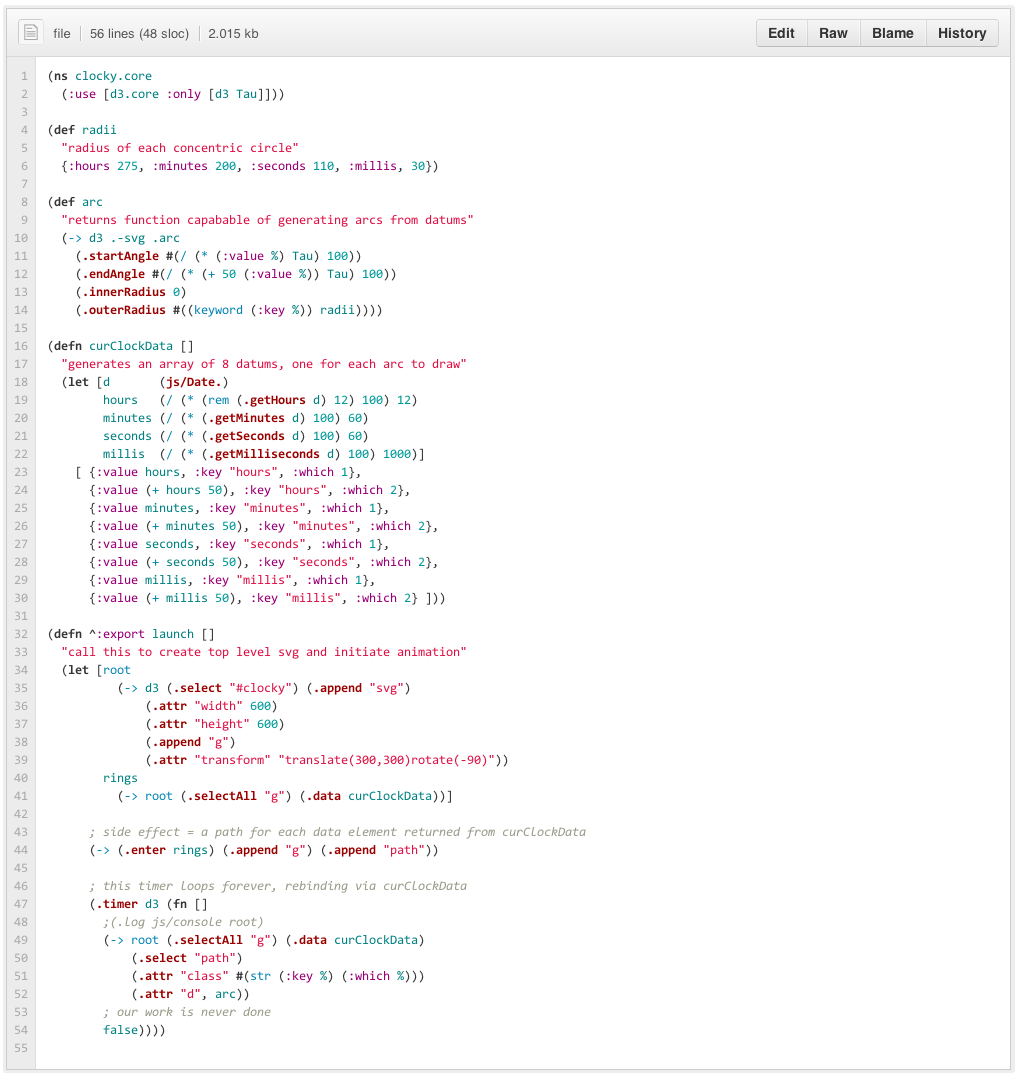 file 56 lines (48 sloc) 2.015 kb Edit Raw Blame History
1 (ns clocky.core
2   (:use [d3.core :only [d3 Tau]]))
3
4 (def radii
5   "radius of each concentric circle"
6   {:hours 275, :minutes 200, :seconds 110, :millis, 30})
7
8 (def arc
9   "returns function capabable of generating arcs from datums"
10   (-> d3 .-svg .arc
11     (.startAngle #(/ (* (:value %) Tau) 100))
12     (.endAngle #(/ (* (+ 50 (:value %)) Tau) 100))
13     (.innerRadius 0)
14     (.outerRadius #((keyword (:key %)) radii))))
15
16 (defn curClockData []
17   "generates an array of 8 datums, one for each arc to draw"
18   (let [d       (js/Date.)
19         hours   (/ (* (rem (.getHours d) 12) 100) 12)
20         minutes (/ (* (.getMinutes d) 100) 60)
21         seconds (/ (* (.getSeconds d) 100) 60)
22         millis  (/ (* (.getMilliseconds d) 100) 1000)]
23     [ {:value hours, :key "hours", :which 1},
24       {:value (+ hours 50), :key "hours", :which 2},
25       {:value minutes, :key "minutes", :which 1},
26       {:value (+ minutes 50), :key "minutes", :which 2},
27       {:value seconds, :key "seconds", :which 1},
28       {:value (+ seconds 50), :key "seconds", :which 2},
29       {:value millis, :key "millis", :which 1},
30       {:value (+ millis 50), :key "millis", :which 2} ]))
31
32 (defn ^:export launch []
33   "call this to create top level svg and initiate animation"
34   (let [root
35           (-> d3 (.select "#clocky") (.append "svg")
36               (.attr "width" 600)
37               (.attr "height" 600)
38               (.append "g")
39               (.attr "transform" "translate(300,300)rotate(-90)"))
40         rings
41           (-> root (.selectAll "g") (.data curClockData))]
42
43       ; side effect = a path for each data element returned from curClockData
44       (-> (.enter rings) (.append "g") (.append "path"))
45
46       ; this timer loops forever, rebinding via curClockData
47       (.timer d3 (fn []
48         ;(.log js/console root)
49         (-> root (.selectAll "g") (.data curClockData)
50             (.select "path")
51             (.attr "class" #(str (:key %) (:which %)))
52             (.attr "d", arc))
53         ; our work is never done
54         false))))
55